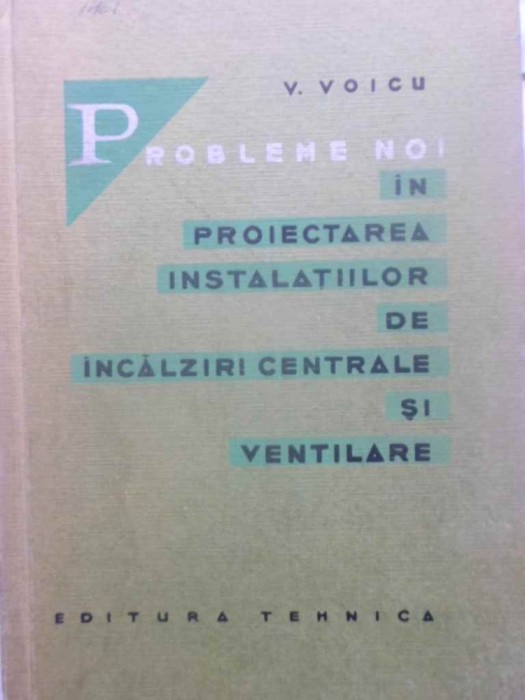 V. VOICU
PROBLEME NOI
ÎN
PROIECTAREA
INSTALAȚIILOR
DE
ÎNCĂLZIRI CENTRALE
ȘI
VENTILARE
EDITURA TEHNICA